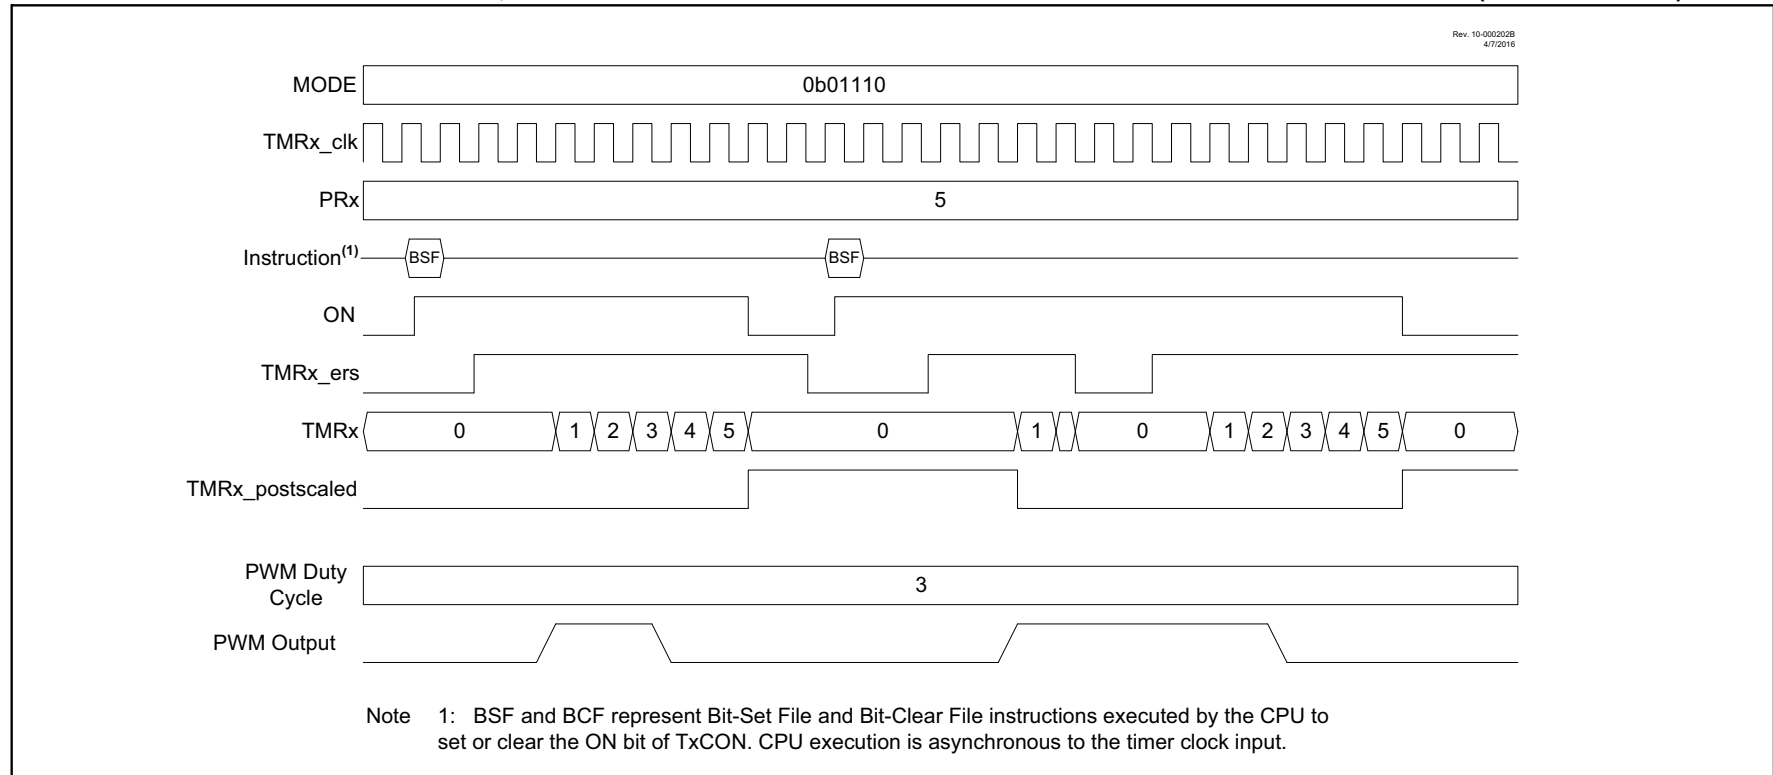 Rev. 10-000202B
4/7/2016
MODE 0b01110
TMRx_clk
PRx 5
Instruction(1) BSF BSF
ON
TMRx_ers
TMRx 0 1 2 3 4 5 0 1 0 1 2 3 4 5 0
TMRx_postscaled
PWM Duty
Cycle 3
PWM Output
Note 1: BSF and BCF represent Bit-Set File and Bit-Clear File instructions executed by the CPU to
set or clear the ON bit of TxCON. CPU execution is asynchronous to the timer clock input.